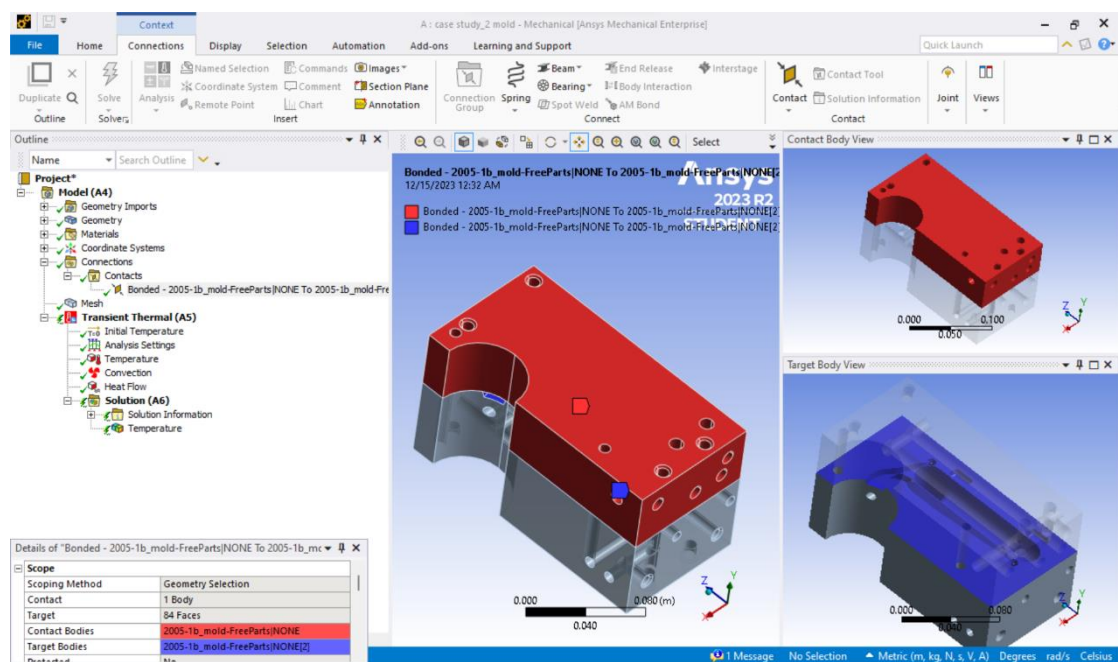 Context
A : case study_2 mold - Mechanical [Ansys Mechanical Enterprise]
File Home Connections Display Selection Automation Add-ons Learning and Support
Quick Launch
Duplicate
Outline
Solve
Solver
Analysis
Named Selection
Coordinate System
Remote Point
Commands
Comment
Chart
Images
Section Plane
Annotation
Insert
Connection Group
Spring
Beam
Bearing
Spot Weld
End Release
Body Interaction
AM Bond
Interstage
Connect
Contact
Contact Tool
Solution Information
Contact
Joint
Views
Outline
Name Search Outline
Project*
Model (A4)
Geometry Imports
Geometry
Materials
Coordinate Systems
Connections
Contacts
Bonded - 2005-1b_mold-FreeParts|NONE To 2005-1b_mold-Fre
Mesh
Transient Thermal (A5)
T=0 Initial Temperature
Analysis Settings
Temperature
Convection
Heat Flow
Solution (A6)
Solution Information
Temperature
Details of "Bonded - 2005-1b_mold-FreeParts|NONE To 2005-1b_mc
Scope
Scoping Method Geometry Selection
Contact 1 Body
Target 84 Faces
Contact Bodies 2005-1b_mold-FreeParts|NONE
Target Bodies 2005-1b_mold-FreeParts|NONE[2]
Protected No
Select
Bonded - 2005-1b_mold-FreeParts|NONE To 2005-1b_mold-FreeParts|NONE[2
12/15/2023 12:32 AM
Bonded - 2005-1b_mold-FreeParts|NONE To 2005-1b_mold-FreeParts|NONE[2]
Bonded - 2005-1b_mold-FreeParts|NONE To 2005-1b_mold-FreeParts|NONE[2]
Ansys
2023 R2
STUDENT
0.000 0.080 (m)
0.040
Z Y X
Contact Body View
0.000 0.100
0.050
Z Y X
Target Body View
0.000 0.080
0.040
Z Y X
1 Message No Selection Metric (m, kg, N, s, V, A) Degrees rad/s Celsius